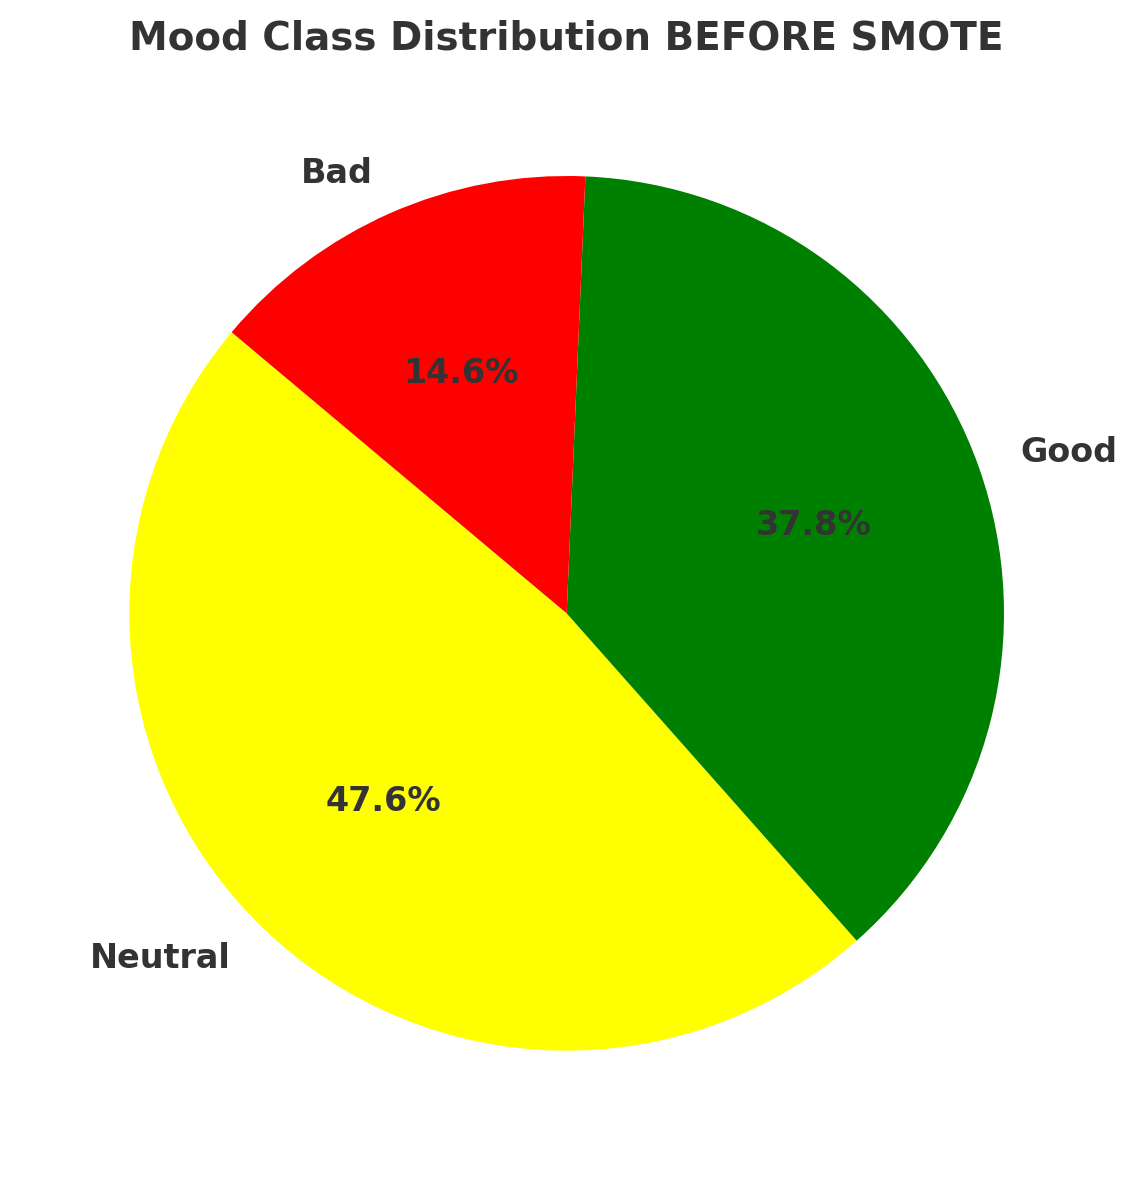 Mood Class Distribution BEFORE SMOTE
Bad
14.6%
Good
37.8%
47.6%
Neutral